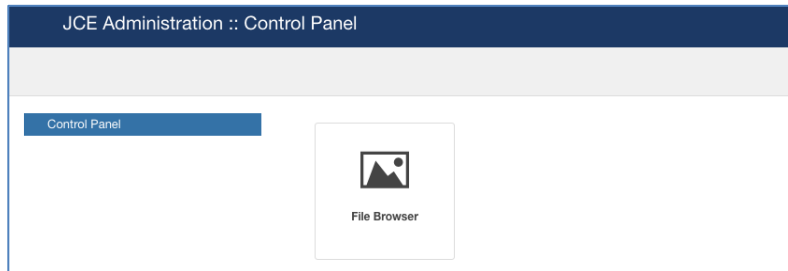 JCE Administration :: Control Panel
Control Panel
File Browser